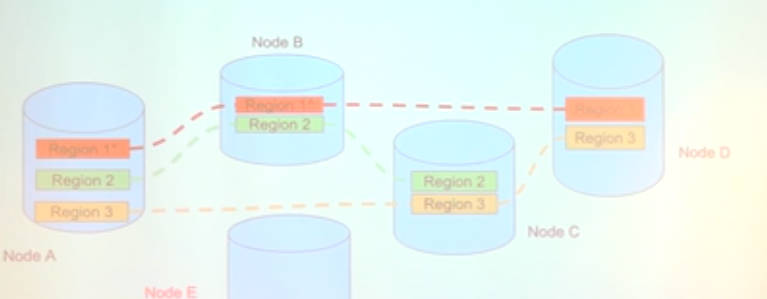 Node B
Region 1^
Region 2
Region 1
Region 3
Node D
Region 1*
Region 2
Region 3
Node A
Region 2
Region 3
Node C
Node E